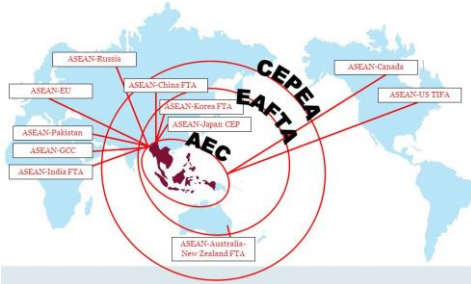 ASEAN-Russia
CEPEA
ASEAN-Canada
ASEAN-EU
ASEAN-China FTA
EAFTA
ASEAN-US TIFA
ASEAN-Korea FTA
ASEAN-Pakistan
ASEAN-Japan CEP
AEC
ASEAN-GCC
ASEAN-India FTA
ASEAN-Australia-
New Zealand FTA